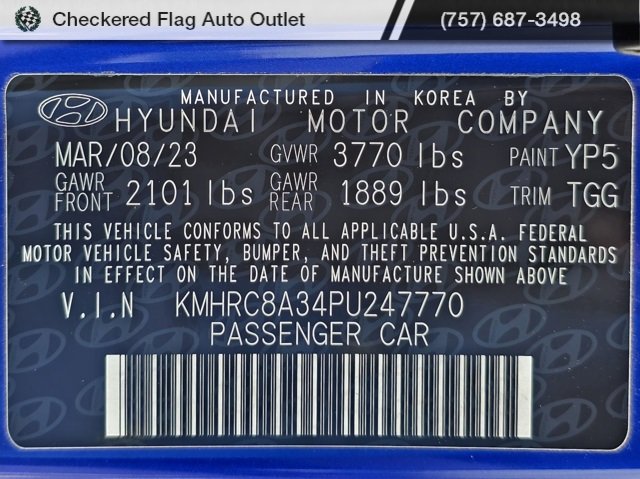 Checkered Flag Auto Outlet (757) 687-3498
MANUFACTURED IN KOREA BY
HYUNDAI MOTOR COMPANY
MAR/08/23 GVWR 3770 lbs PAINT YP5
GAWR FRONT 2101 lbs GAWR REAR 1889 lbs TRIM TGG
THIS VEHICLE CONFORMS TO ALL APPLICABLE U.S.A. FEDERAL
MOTOR VEHICLE SAFETY, BUMPER, AND THEFT PREVENTION STANDARDS
IN EFFECT ON THE DATE OF MANUFACTURE SHOWN ABOVE
V.I.N KMHRC8A34PU247770
PASSENGER CAR